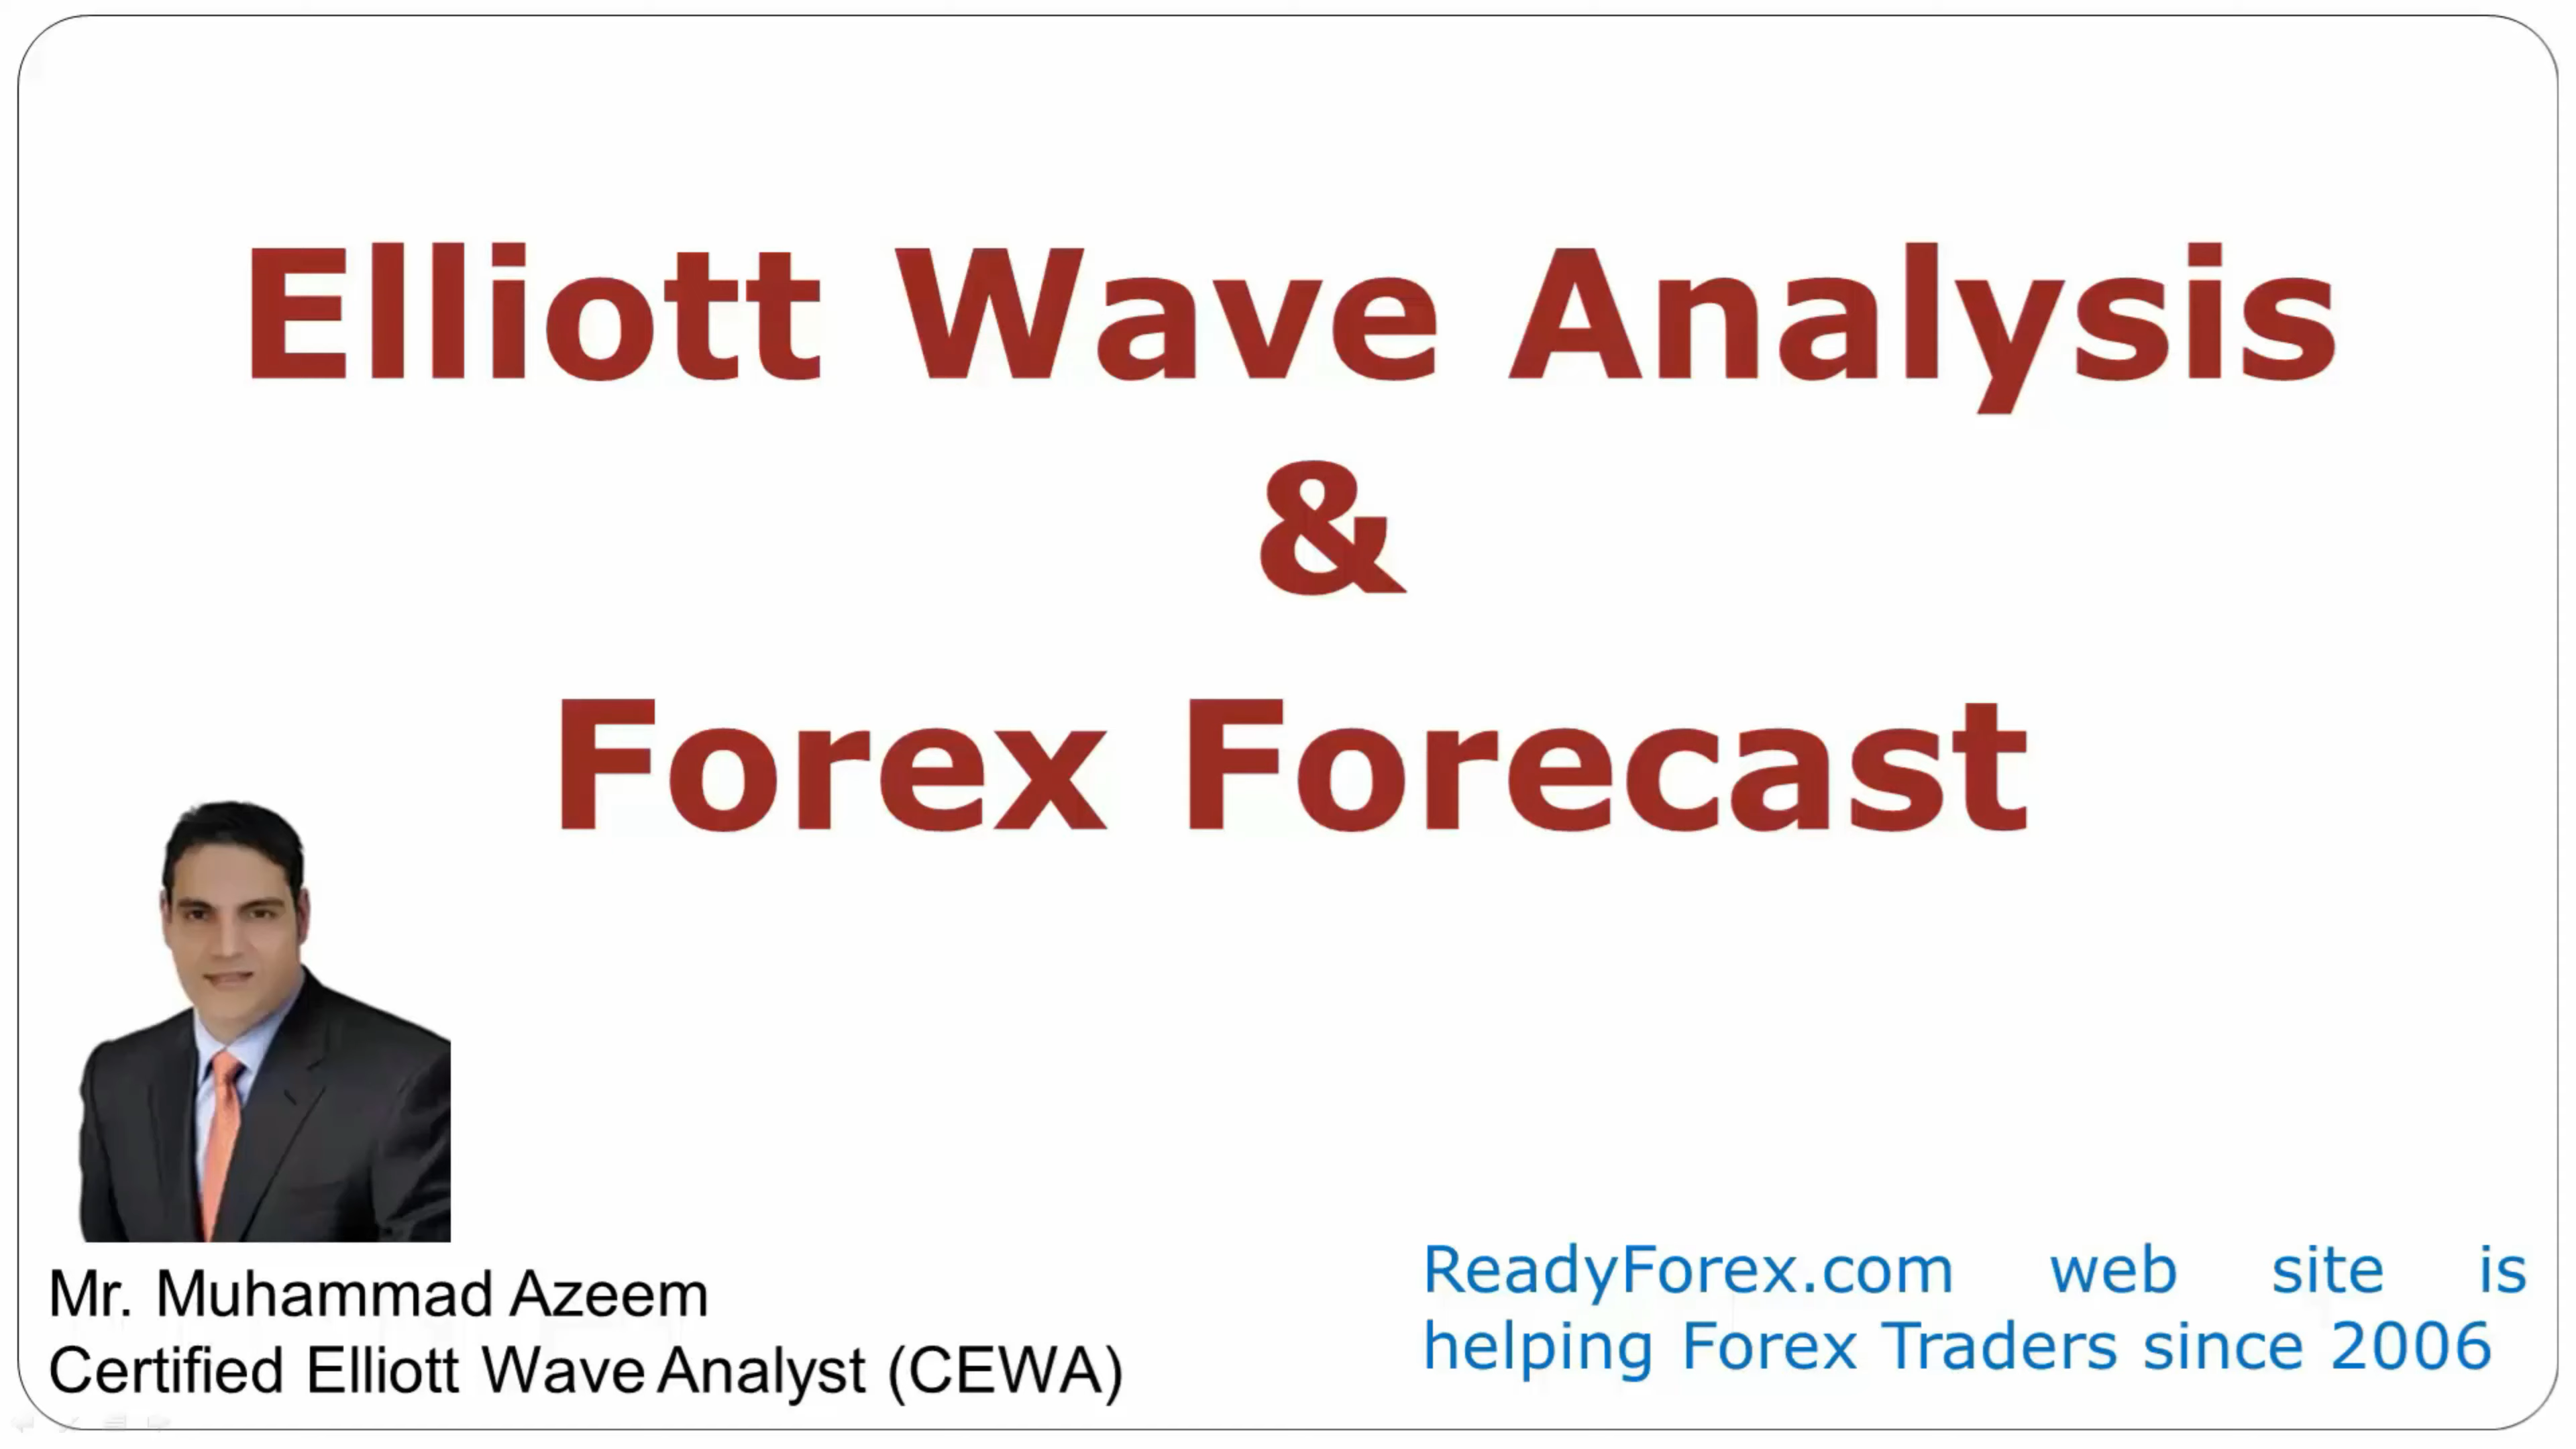 Elliott Wave Analysis
&
Forex Forecast
Mr. Muhammad Azeem
Certified Elliott Wave Analyst (CEWA)
ReadyForex.com web site is
helping Forex Traders since 2006